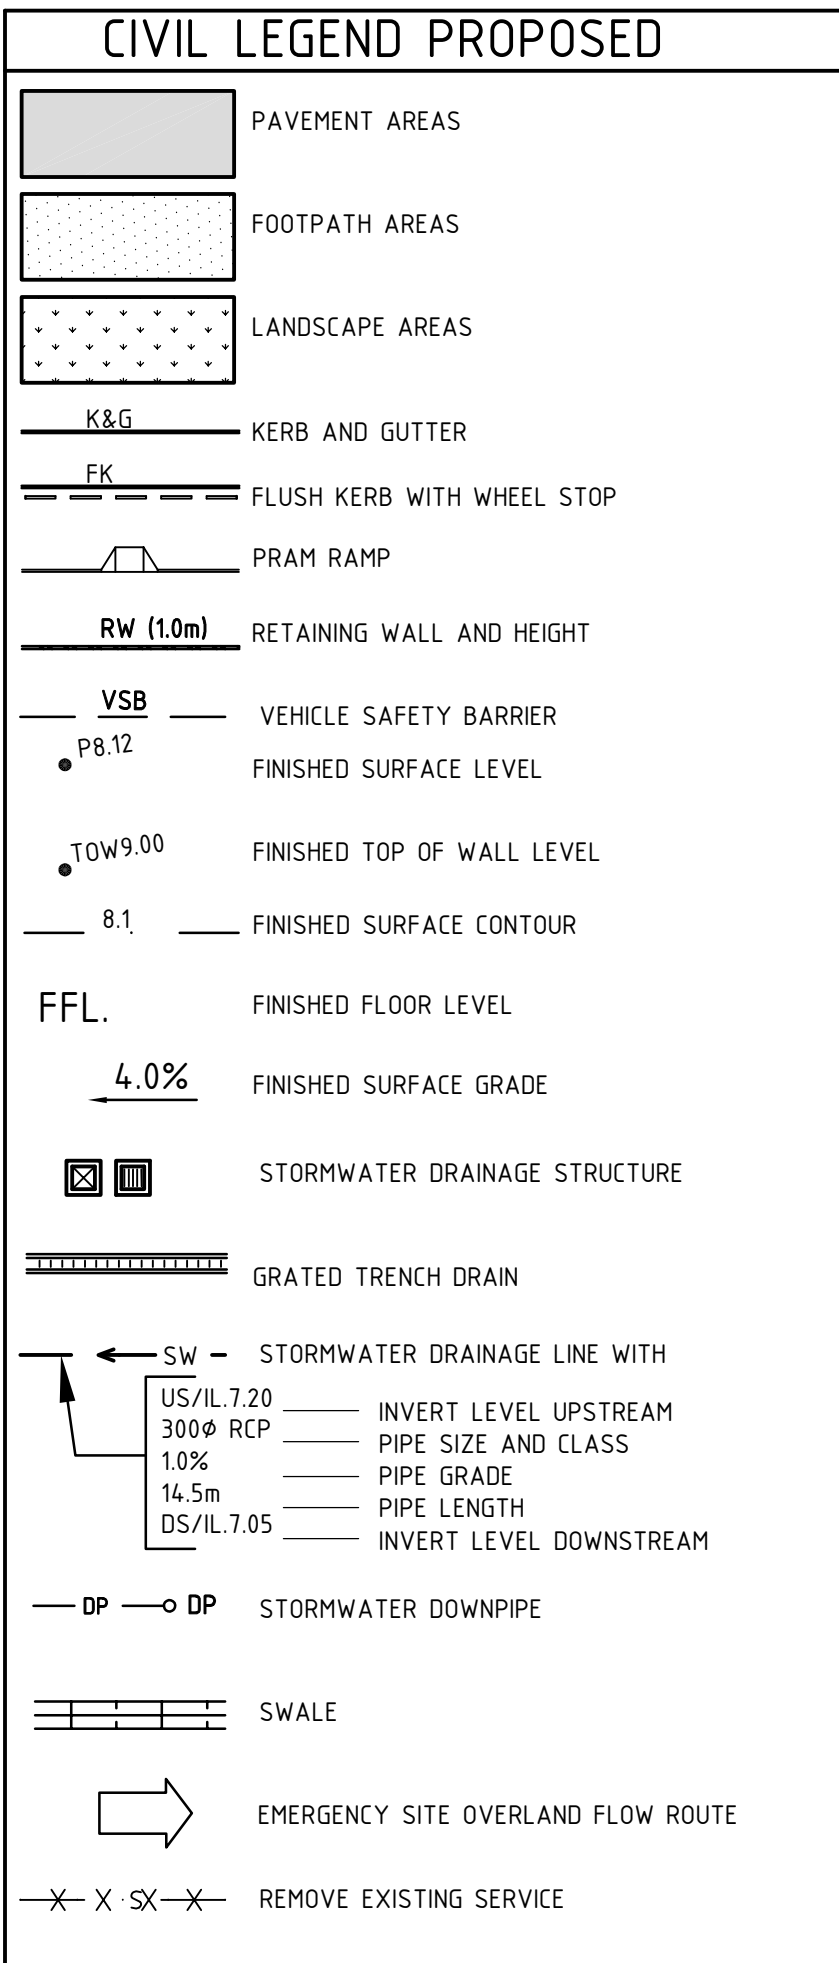 CIVIL LEGEND PROPOSED
PAVEMENT AREAS
FOOTPATH AREAS
LANDSCAPE AREAS
K&G
KERB AND GUTTER
FK
FLUSH KERB WITH WHEEL STOP
PRAM RAMP
RW (1.0m)
RETAINING WALL AND HEIGHT
VSB
VEHICLE SAFETY BARRIER
P8.12
FINISHED SURFACE LEVEL
TOW9.00
FINISHED TOP OF WALL LEVEL
8.1
FINISHED SURFACE CONTOUR
FFL.
FINISHED FLOOR LEVEL
4.0%
FINISHED SURFACE GRADE
STORMWATER DRAINAGE STRUCTURE
GRATED TRENCH DRAIN
SW
STORMWATER DRAINAGE LINE WITH
US/IL.7.20
INVERT LEVEL UPSTREAM
300Ø RCP
PIPE SIZE AND CLASS
1.0%
PIPE GRADE
14.5m
PIPE LENGTH
DS/IL.7.05
INVERT LEVEL DOWNSTREAM
DP DP
STORMWATER DOWNPIPE
SWALE
EMERGENCY SITE OVERLAND FLOW ROUTE
X X SX X
REMOVE EXISTING SERVICE